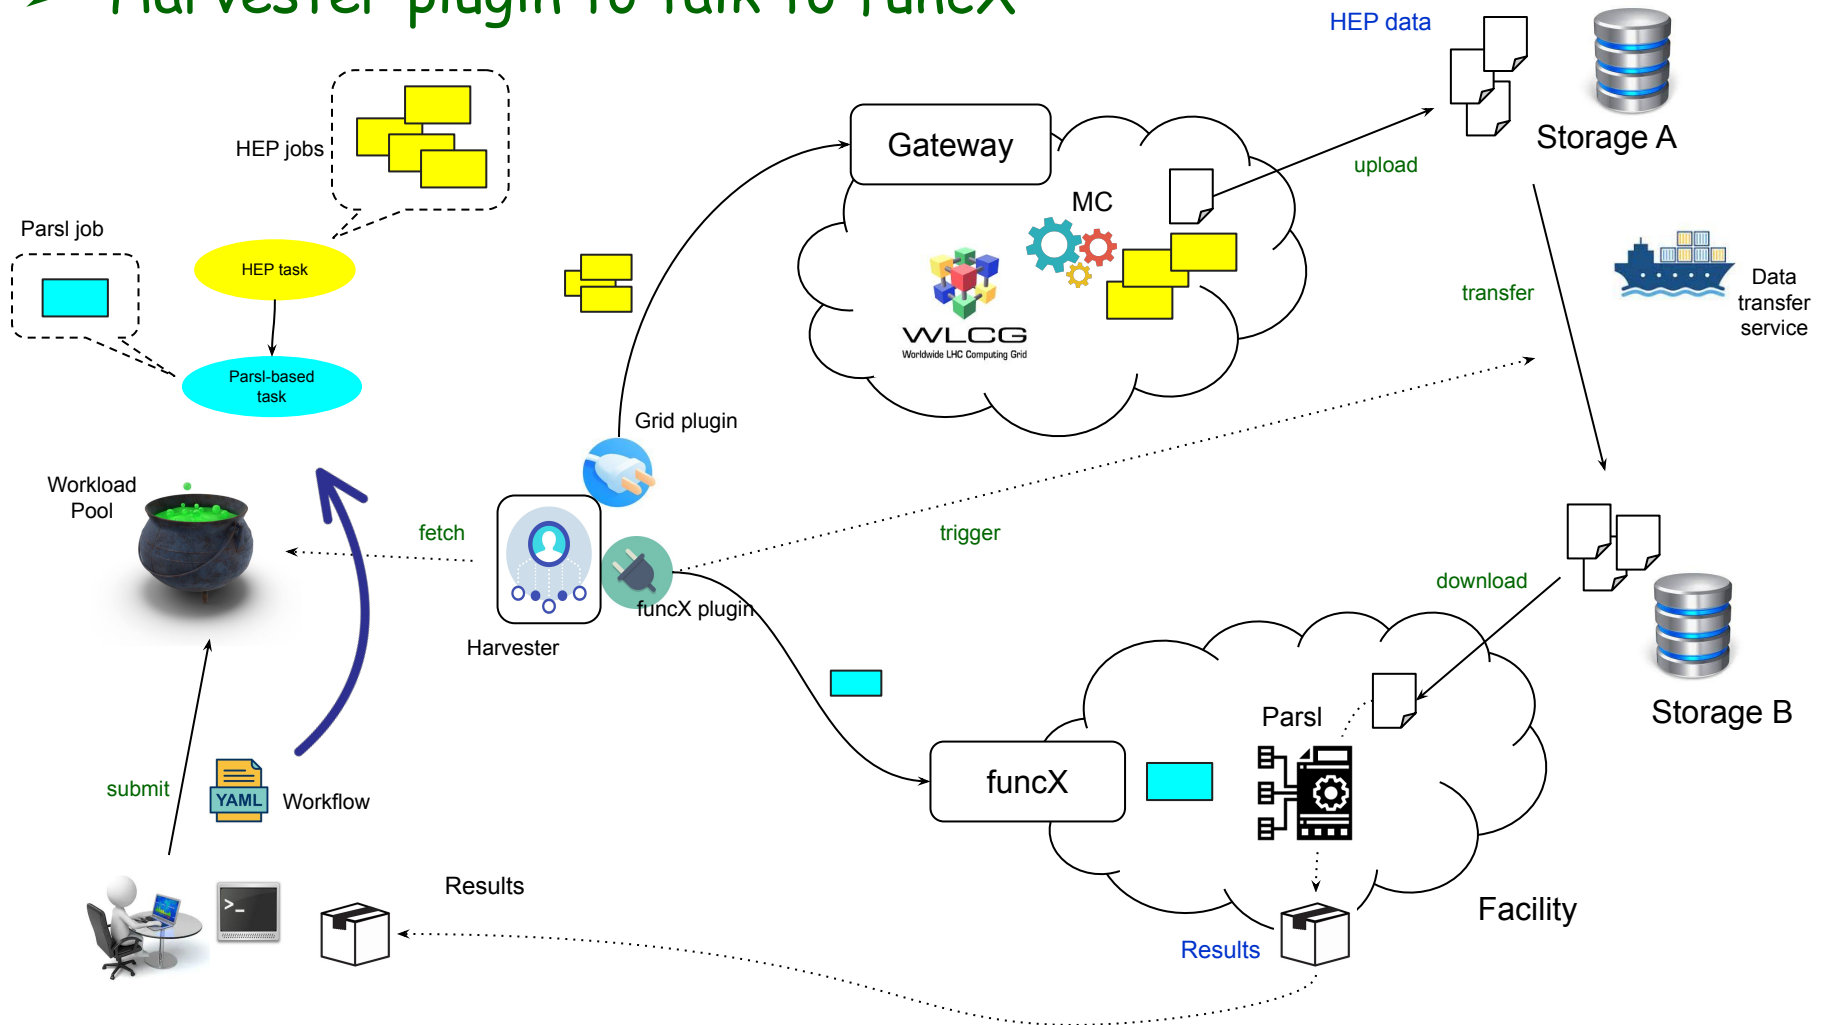 Harvester plugin to talk to funcX
HEP data
Storage A
HEP jobs
Gateway
upload
MC
Parsl job
HEP task
WLCG
Worldwide LHC Computing Grid
transfer
Data
transfer
service
Parsl-based
task
Grid plugin
Workload
Pool
fetch
trigger
funcX plugin
Harvester
download
Storage B
Parsl
funcX
submit
YAML
Workflow
>_
Results
Facility
Results